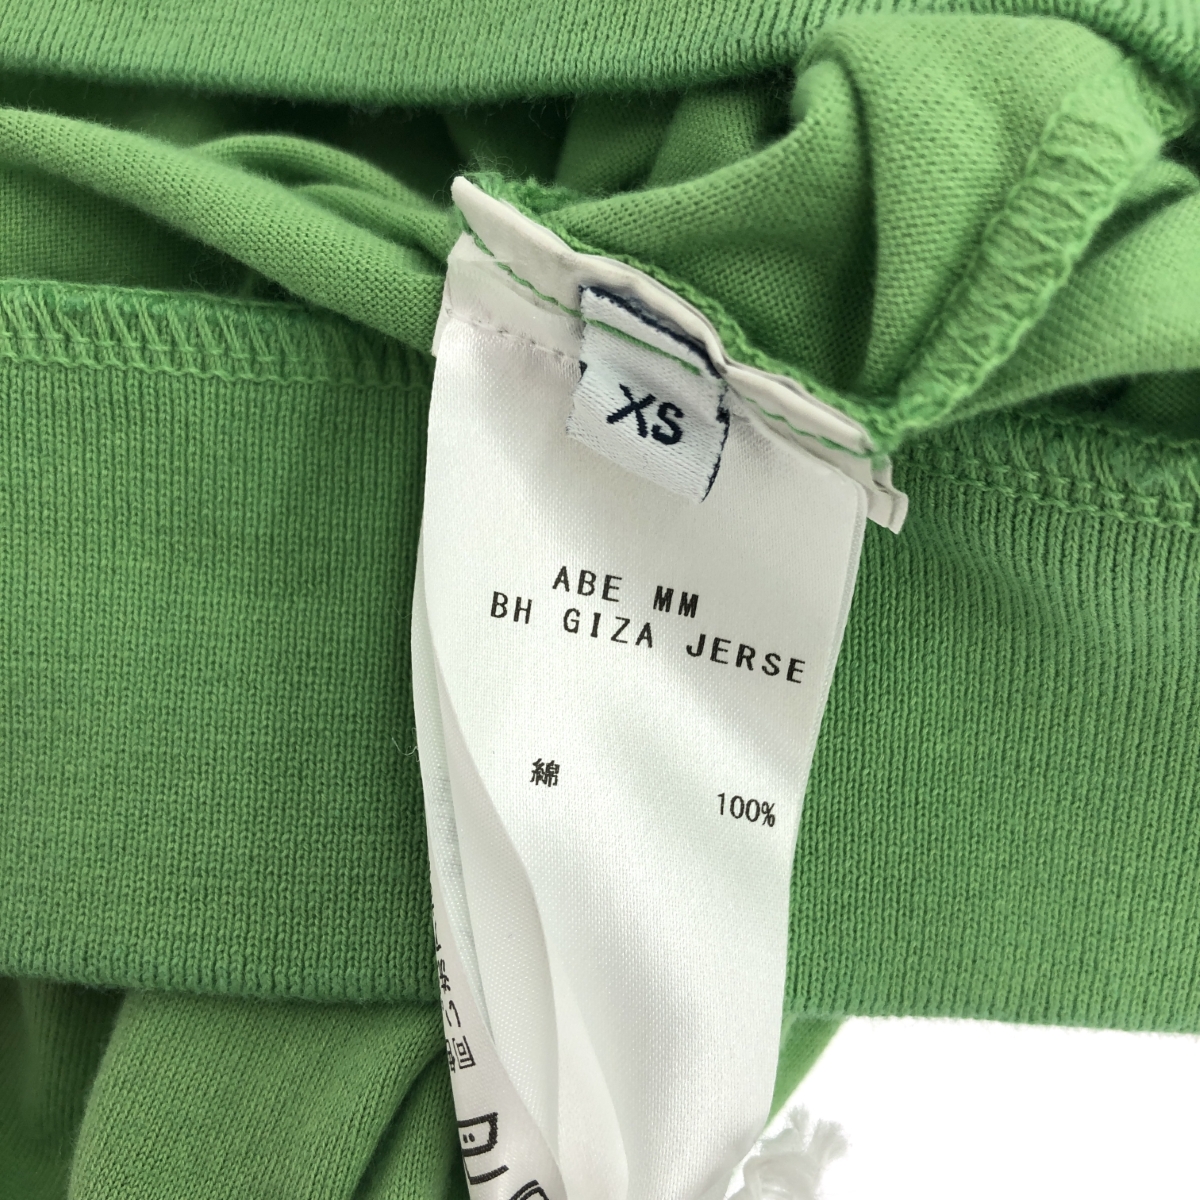 XS
ABE MM
BH GIZA JERSE
綿 100%